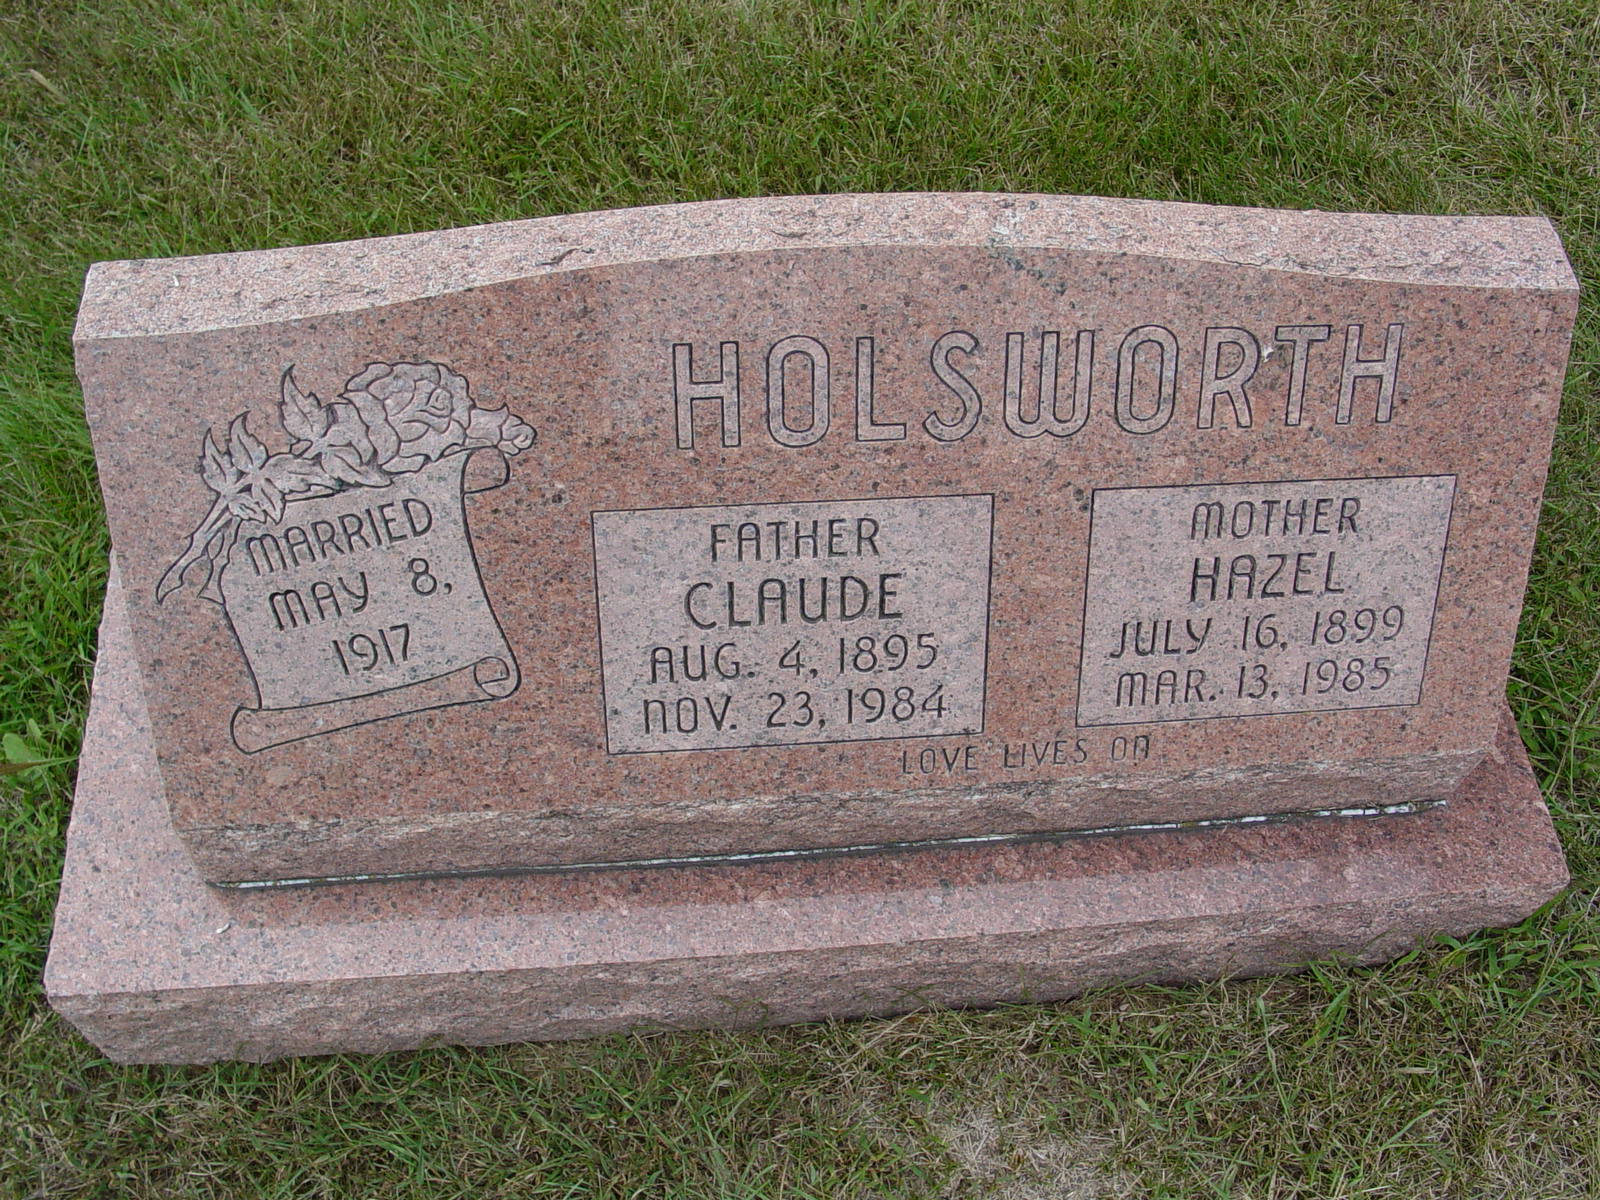 HOLSWORTH
MARRIED
MAY 8,
1917
FATHER
CLAUDE
AUG. 4, 1895
NOV. 23, 1984
MOTHER
HAZEL
JULY 16, 1899
MAR. 13, 1985
LOVE LIVES ON